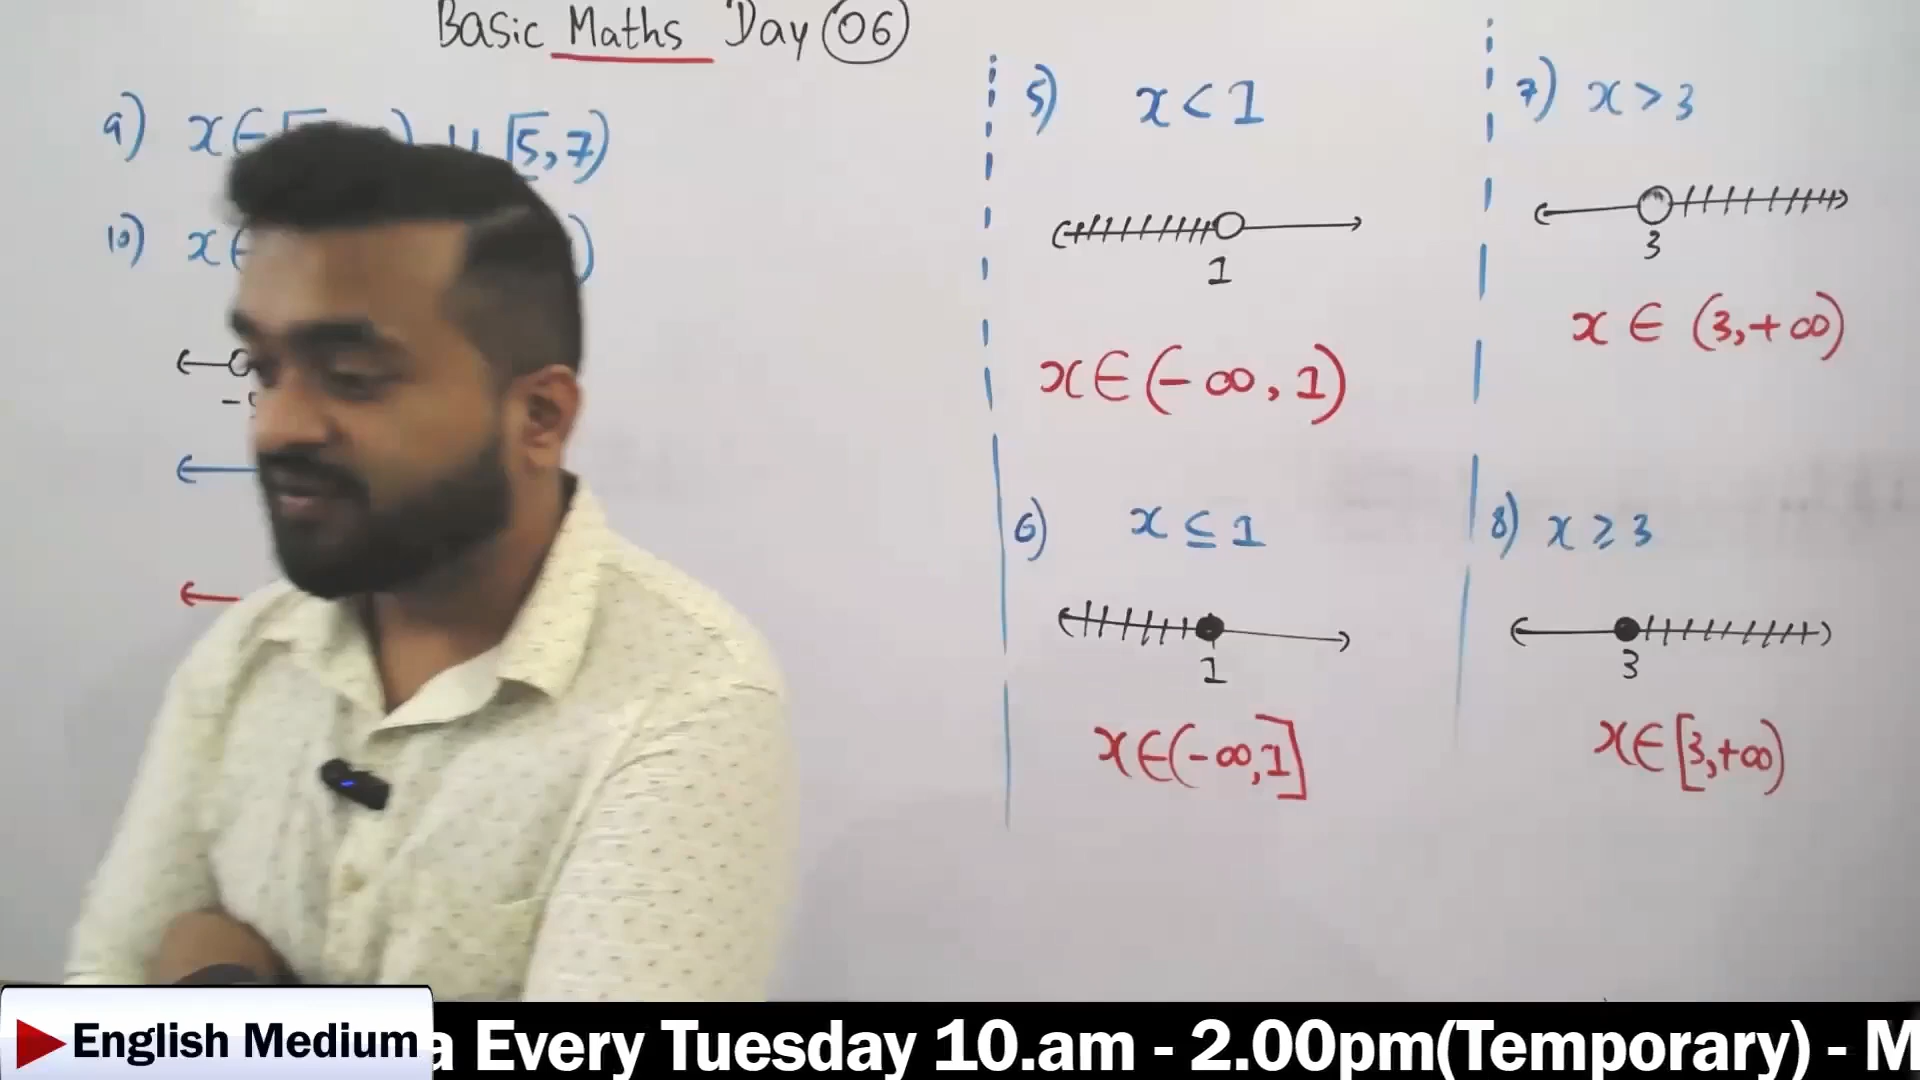 Basic Maths Day 06
9) x∈[ ) ∪ [5,7)
10) x∈ )
5) x < 1
1
x∈(-∞, 1)
6) x ≤ 1
1
x∈(-∞,1]
7) x > 3
3
x ∈ (3,+∞)
8) x ≥ 3
3
x∈[3,+∞)
English Medium
a Every Tuesday 10.am - 2.00pm(Temporary) - M